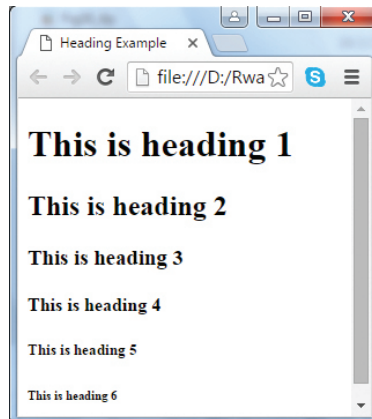 Heading Example
file:///D:/Rwa
This is heading 1
This is heading 2
This is heading 3
This is heading 4
This is heading 5
This is heading 6